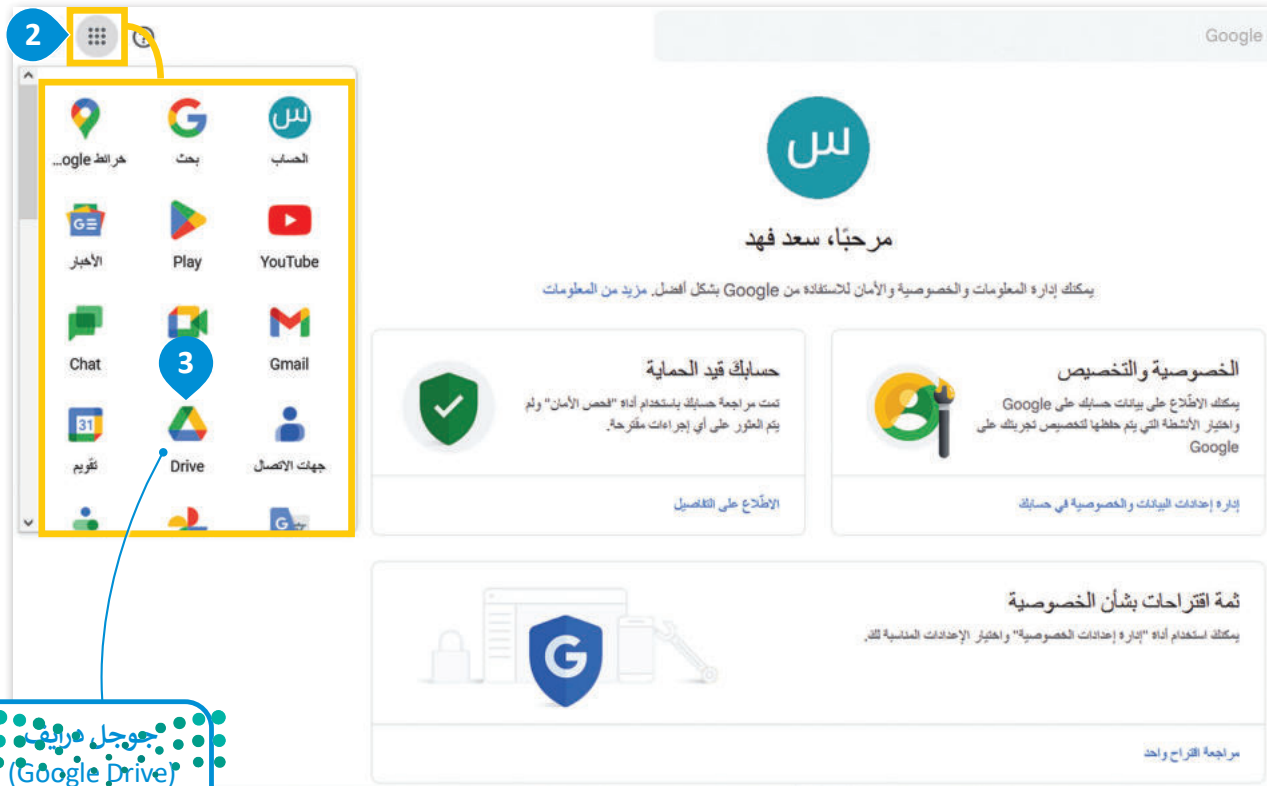 2
Google
الحساب
بحث
خرائط ogle...
YouTube
Play
الأخبار
Gmail
3
Chat
جهات الاتصال
Drive
تقويم
مرحبًا، سعد فهد
يمكنك إدارة المعلومات والخصوصية والأمان للاستفادة من Google بشكل أفضل. مزيد من المعلومات
الخصوصية والتخصيص
يمكنك الاطّلاع على بيانات حسابك على Google
واختيار الأنشطة التي يتم حفظها لتخصيص تجربتك على
Google
إدارة إعدادات البيانات والخصوصية في حسابك
حسابك قيد الحماية
تمت مراجعة حسابك باستخدام أداة "فحص الأمان" ولم
يتم العثور على أي إجراءات مقترحة.
الاطّلاع على التفاصيل
ثمة اقتراحات بشأن الخصوصية
يمكنك استخدام أداة "إدارة إعدادات الخصوصية" واختيار الإعدادات المناسبة لك.
مراجعة اقتراح واحد
جوجل درايف
(Google Drive)